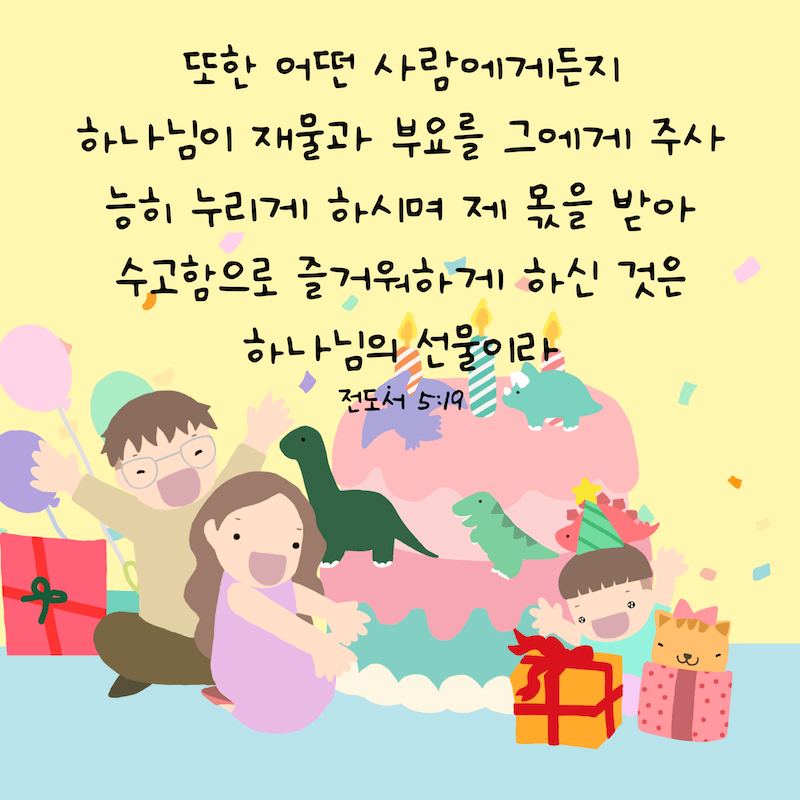 또한 어떤 사람에게든지
하나님이 재물과 부요를 그에게 주사
능히 누리게 하시며 제 몫을 받아
수고함으로 즐거워하게 하신 것은
하나님의 선물이라
전도서 5:19